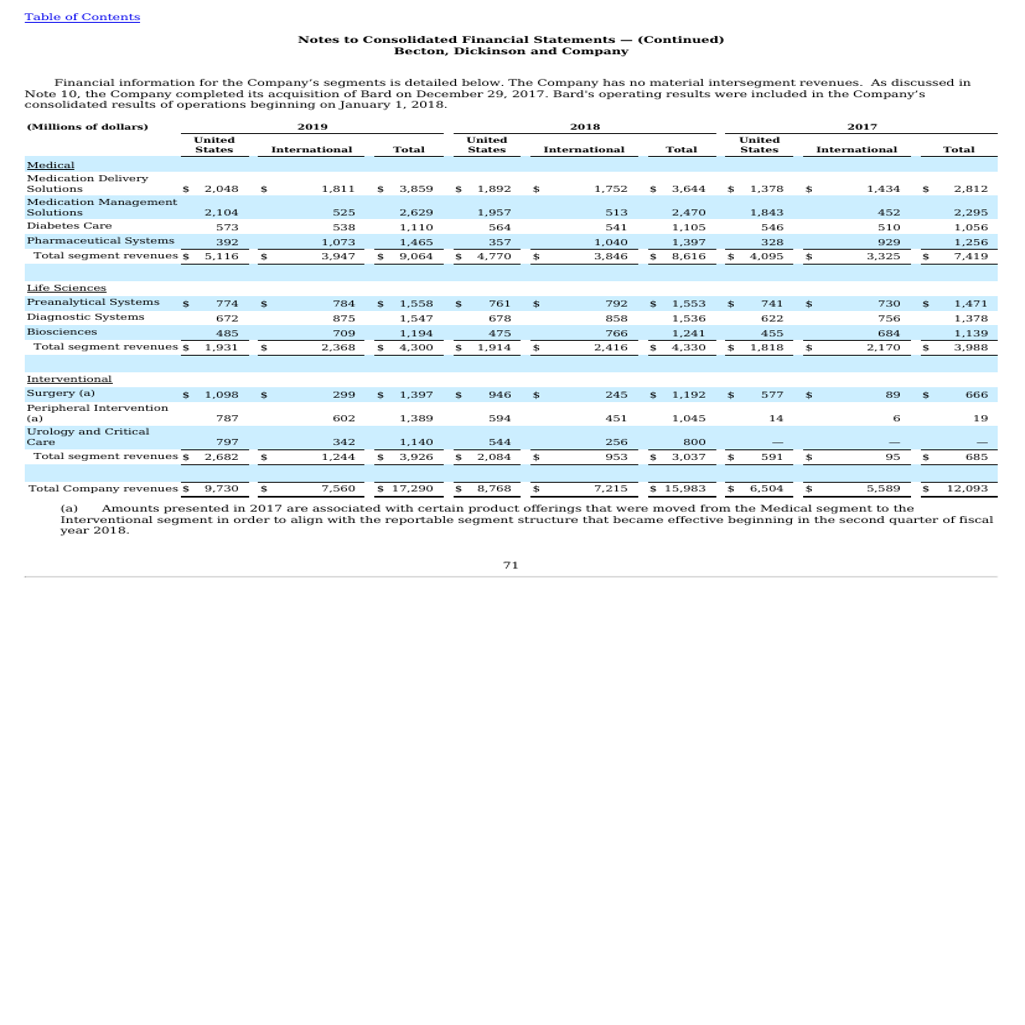 Table of Contents
Notes to Consolidated Financial Statements — (Continued)
Becton, Dickinson and Company
Financial information for the Company’s segments is detailed below. The Company has no material intersegment revenues.  As discussed in
Note 10, the Company completed its acquisition of Bard on December 29, 2017. Bard's operating results were included in the Company’s
consolidated results of operations beginning on January 1, 2018.
(Millions of dollars) 2019 2018 2017
United States International Total United States International Total United States International Total
Medical
Medication Delivery
Solutions $ 2,048 $ 1,811 $ 3,859 $ 1,892 $ 1,752 $ 3,644 $ 1,378 $ 1,434 $ 2,812
Medication Management
Solutions 2,104 525 2,629 1,957 513 2,470 1,843 452 2,295
Diabetes Care 573 538 1,110 564 541 1,105 546 510 1,056
Pharmaceutical Systems 392 1,073 1,465 357 1,040 1,397 328 929 1,256
Total segment revenues $ 5,116 $ 3,947 $ 9,064 $ 4,770 $ 3,846 $ 8,616 $ 4,095 $ 3,325 $ 7,419
Life Sciences
Preanalytical Systems $ 774 $ 784 $ 1,558 $ 761 $ 792 $ 1,553 $ 741 $ 730 $ 1,471
Diagnostic Systems 672 875 1,547 678 858 1,536 622 756 1,378
Biosciences 485 709 1,194 475 766 1,241 455 684 1,139
Total segment revenues $ 1,931 $ 2,368 $ 4,300 $ 1,914 $ 2,416 $ 4,330 $ 1,818 $ 2,170 $ 3,988
Interventional
Surgery (a) $ 1,098 $ 299 $ 1,397 $ 946 $ 245 $ 1,192 $ 577 $ 89 $ 666
Peripheral Intervention
(a) 787 602 1,389 594 451 1,045 14 6 19
Urology and Critical
Care 797 342 1,140 544 256 800 — — —
Total segment revenues $ 2,682 $ 1,244 $ 3,926 $ 2,084 $ 953 $ 3,037 $ 591 $ 95 $ 685
Total Company revenues $ 9,730 $ 7,560 $ 17,290 $ 8,768 $ 7,215 $ 15,983 $ 6,504 $ 5,589 $ 12,093
(a) Amounts presented in 2017 are associated with certain product offerings that were moved from the Medical segment to the
Interventional segment in order to align with the reportable segment structure that became effective beginning in the second quarter of fiscal
year 2018.
71